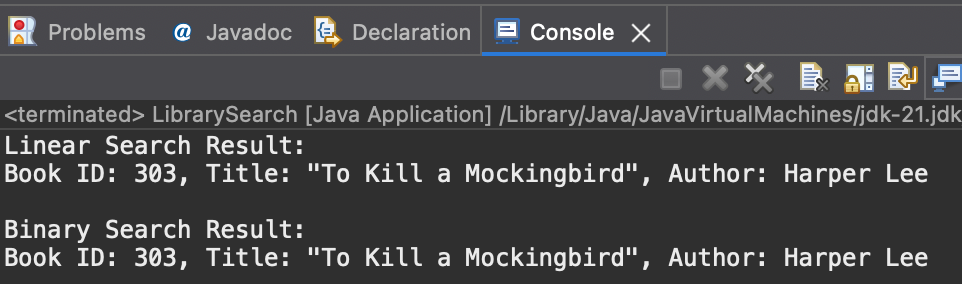 Problems @ Javadoc Declaration Console
<terminated> LibrarySearch [Java Application] /Library/Java/JavaVirtualMachines/jdk-21.jdk
Linear Search Result:
Book ID: 303, Title: "To Kill a Mockingbird", Author: Harper Lee
Binary Search Result:
Book ID: 303, Title: "To Kill a Mockingbird", Author: Harper Lee